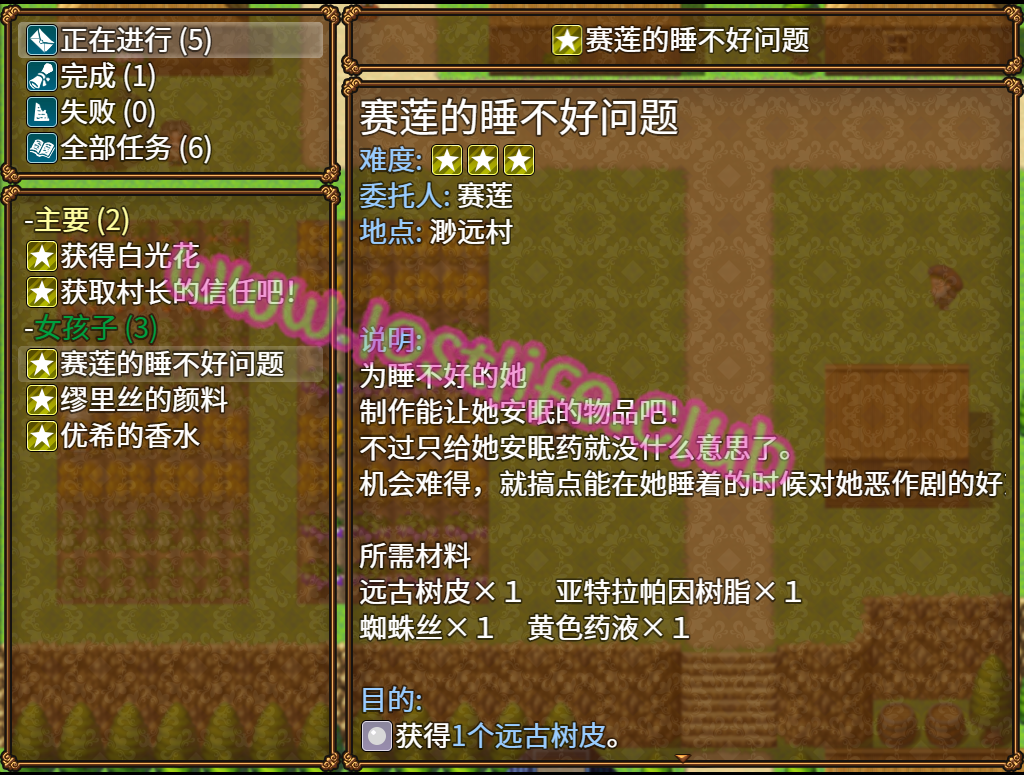 正在进行 (5)
完成 (1)
失败 (0)
全部任务 (6)
-主要 (2)
获得白光花
获取村长的信任吧!
-女孩子 (3)
赛莲的睡不好问题
缪里丝的颜料
优希的香水
赛莲的睡不好问题
赛莲的睡不好问题
难度:
委托人: 赛莲
地点: 渺远村
说明:
为睡不好的她
制作能让她安眠的物品吧!
不过只给她安眠药就没什么意思了。
机会难得，就搞点能在她睡着的时候对她恶作剧的好
所需材料
远古树皮×１　亚特拉帕因树脂×１
蜘蛛丝×１　黄色药液×１
目的:
获得1个远古树皮。
www.lastlife.club